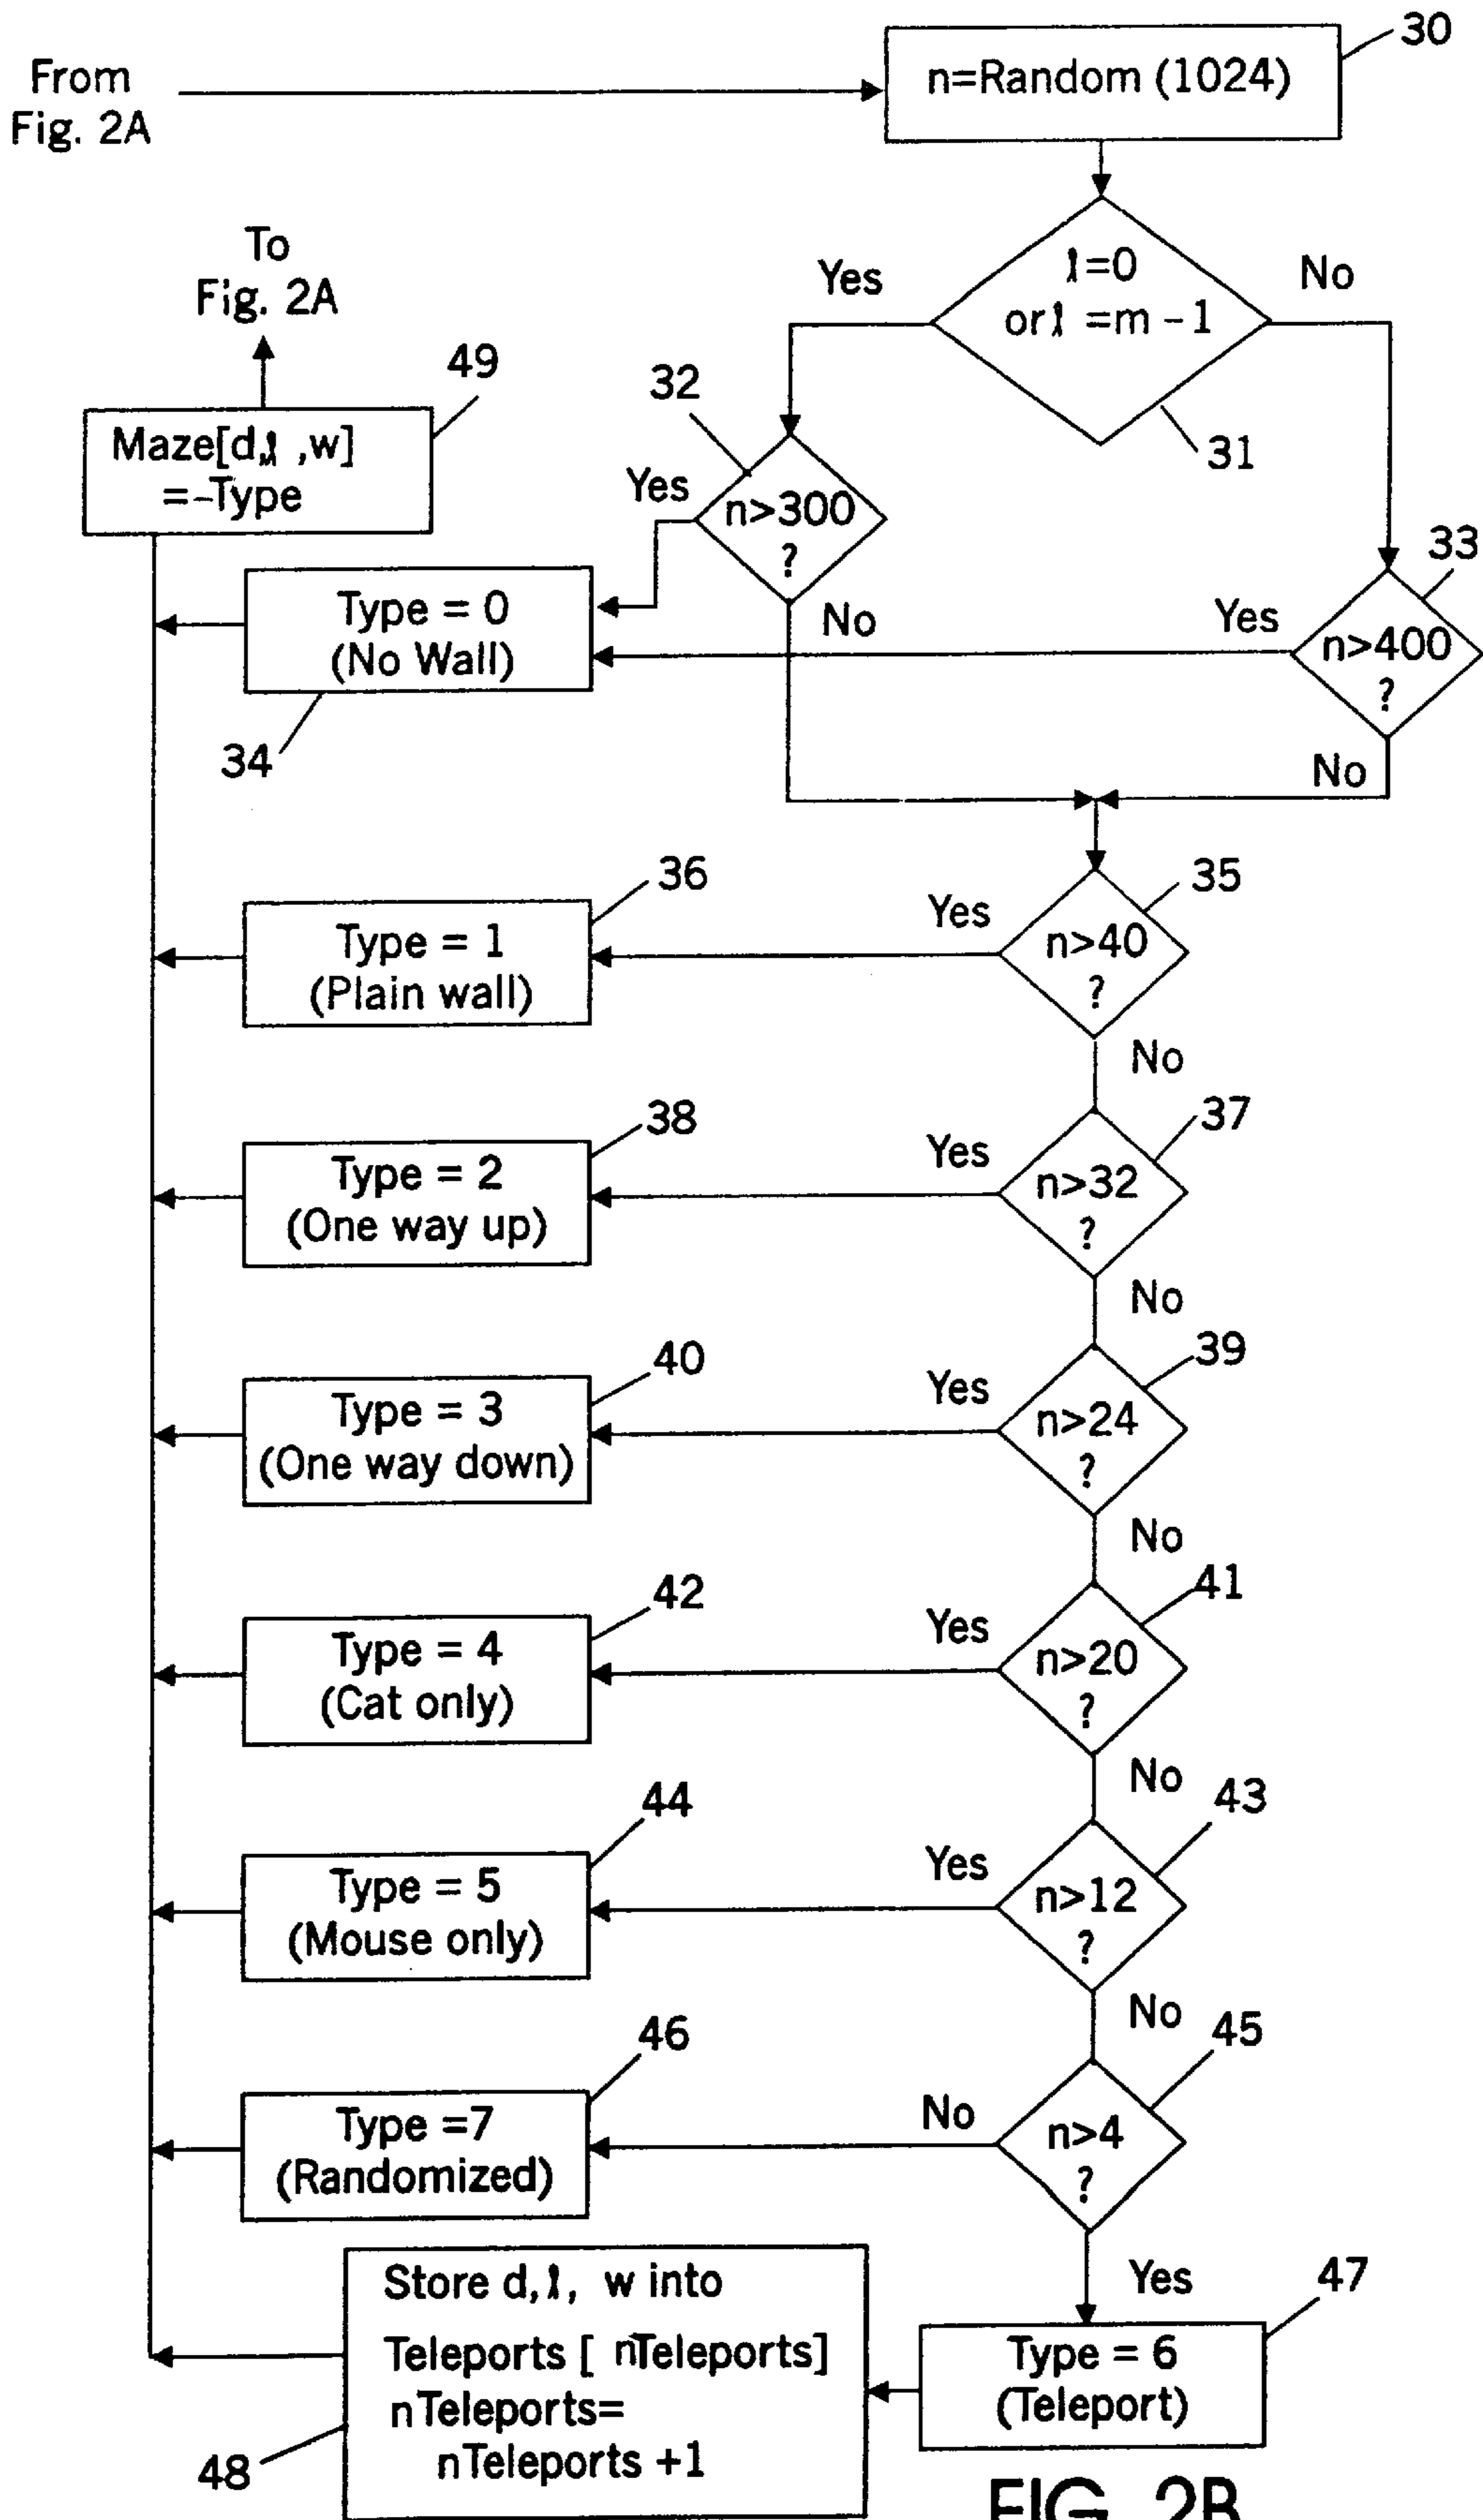 From
Fig. 2A
n=Random (1024)
30
To
Fig. 2A
Yes
l=0
or l =m -1
No
31
49
Maze[d,l ,w]
=-Type
32
Yes
n>300
?
No
33
Yes
n>400
?
No
Type = 0
(No Wall)
34
35
36
Type = 1
(Plain wall)
Yes
n>40
?
No
37
38
Type = 2
(One way up)
Yes
n>32
?
No
39
40
Type = 3
(One way down)
Yes
n>24
?
No
41
42
Type = 4
(Cat only)
Yes
n>20
?
No
43
44
Type = 5
(Mouse only)
Yes
n>12
?
No
45
46
Type =7
(Randomized)
No
n>4
?
Yes
47
Type = 6
(Teleport)
Store d,l, w into
Teleports [ nTeleports]
nTeleports=
nTeleports +1
48
FIG. 2B